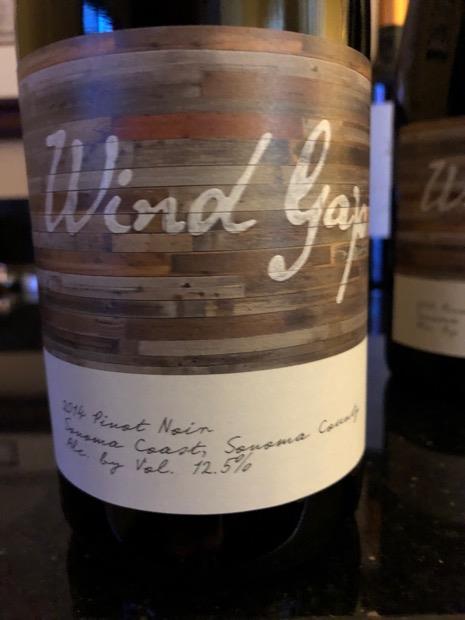 Wind Gap
2014 Pinot Noir
Sonoma Coast, Sonoma County
Alc. by Vol. 12.5%